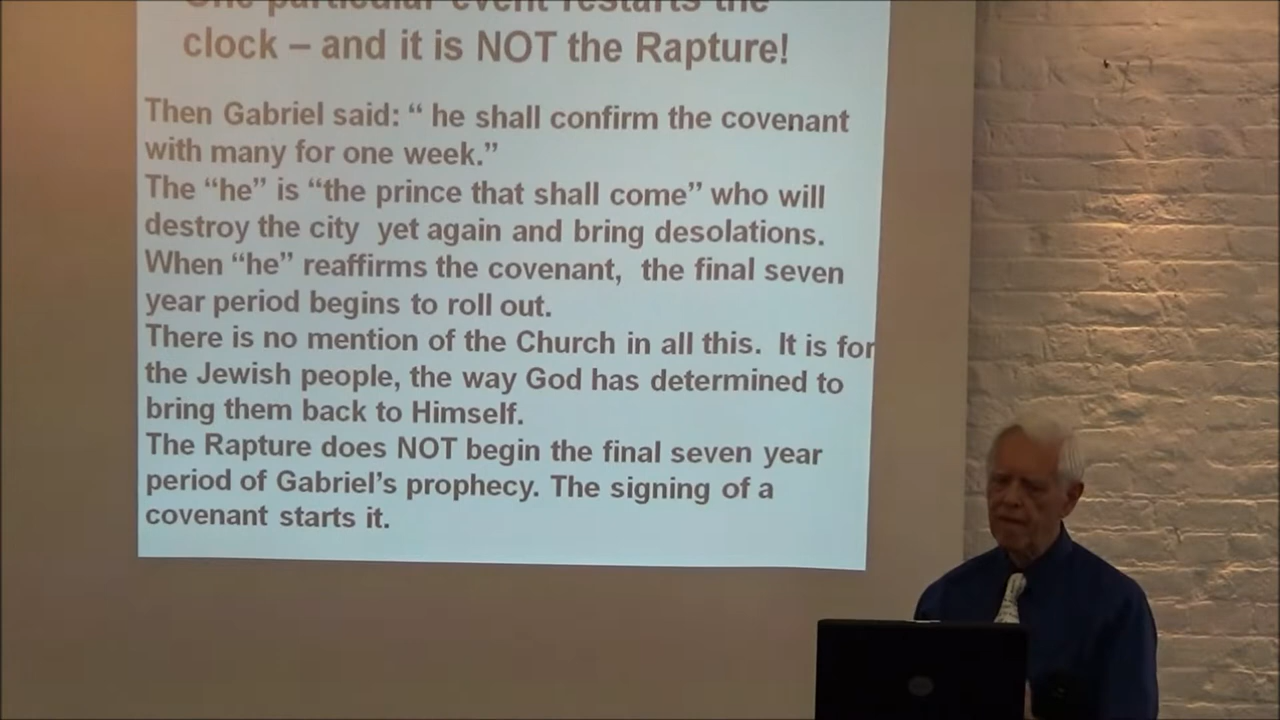 One particular event restarts the
clock – and it is NOT the Rapture!
Then Gabriel said: “ he shall confirm the covenant
with many for one week.”
The “he” is “the prince that shall come” who will
destroy the city yet again and bring desolations.
When “he” reaffirms the covenant, the final seven
year period begins to roll out.
There is no mention of the Church in all this. It is for
the Jewish people, the way God has determined to
bring them back to Himself.
The Rapture does NOT begin the final seven year
period of Gabriel’s prophecy. The signing of a
covenant starts it.